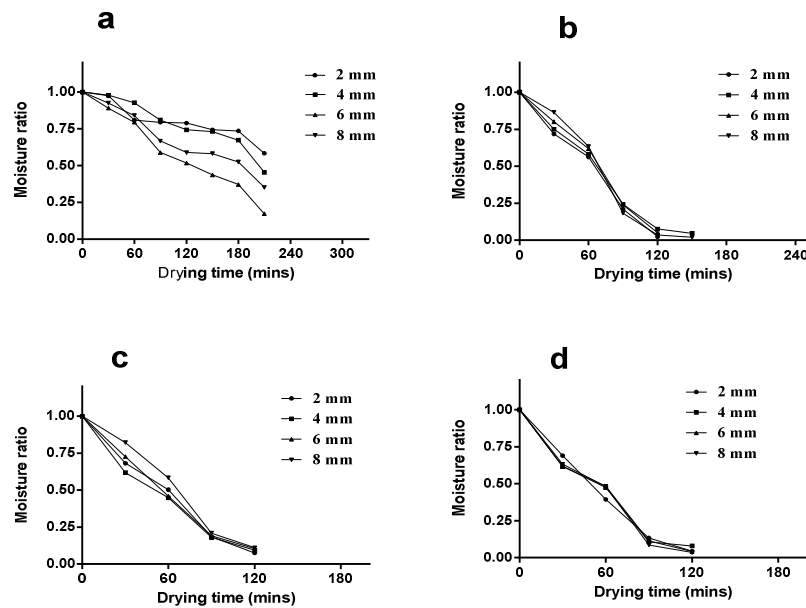 a
1.00
0.75
0.50
0.25
0.00
Moisture ratio
2 mm
4 mm
6 mm
8 mm
0
60
120
180
240
300
Drying time (mins)
b
1.00
0.75
0.50
0.25
0.00
Moisture ratio
2 mm
4 mm
6 mm
8 mm
0
60
120
180
240
Drying time (mins)
c
1.00
0.75
0.50
0.25
0.00
Moisture ratio
2 mm
4 mm
6 mm
8 mm
0
60
120
180
Drying time (mins)
d
1.00
0.75
0.50
0.25
0.00
Moisture ratio
2 mm
4 mm
6 mm
8 mm
0
60
120
180
Drying time (mins)